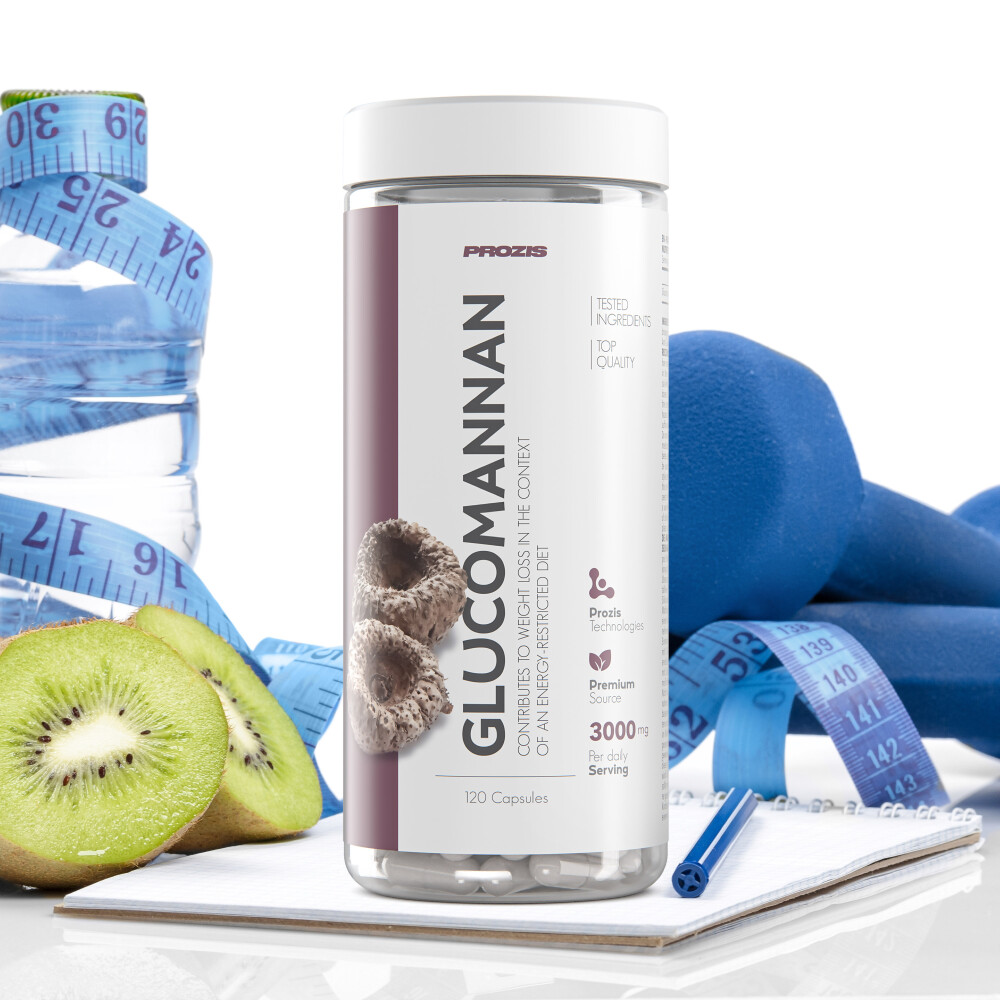 PROZIS
GLUCOMANNAN
CONTRIBUTES TO WEIGHT LOSS IN THE CONTEXT
OF AN ENERGY-RESTRICTED DIET
120 Capsules
TESTED
INGREDIENTS
TOP
QUALITY
Prozis
Technologies
Premium
Source
3000mg
Per daily
Serving
30 29
25 24
17 16
138
139
140
141
142
143